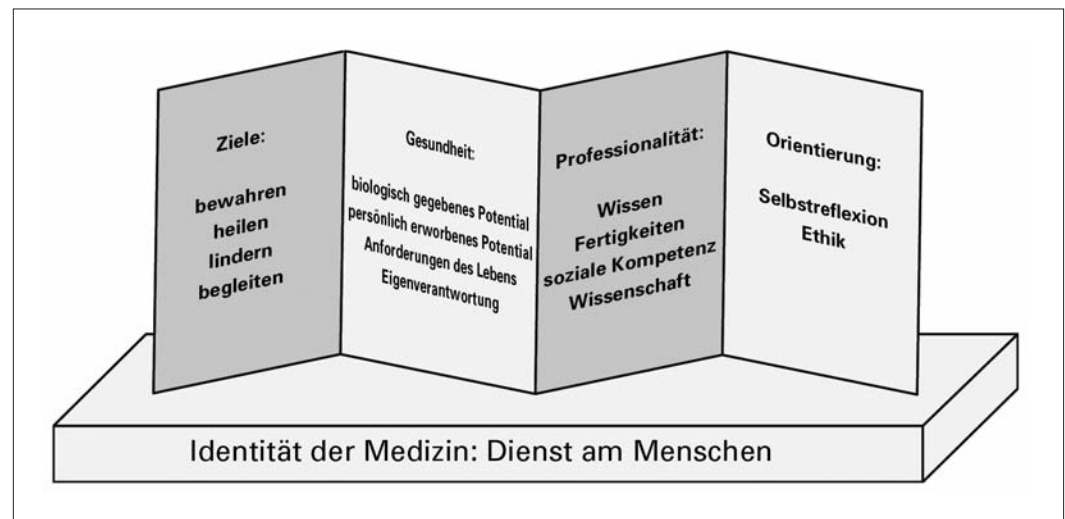 Ziele:
bewahren
heilen
lindern
begleiten
Gesundheit:
biologisch gegebenes Potential
persönlich erworbenes Potential
Anforderungen des Lebens
Eigenverantwortung
Professionalität:
Wissen
Fertigkeiten
soziale Kompetenz
Wissenschaft
Orientierung:
Selbstreflexion
Ethik
Identität der Medizin: Dienst am Menschen